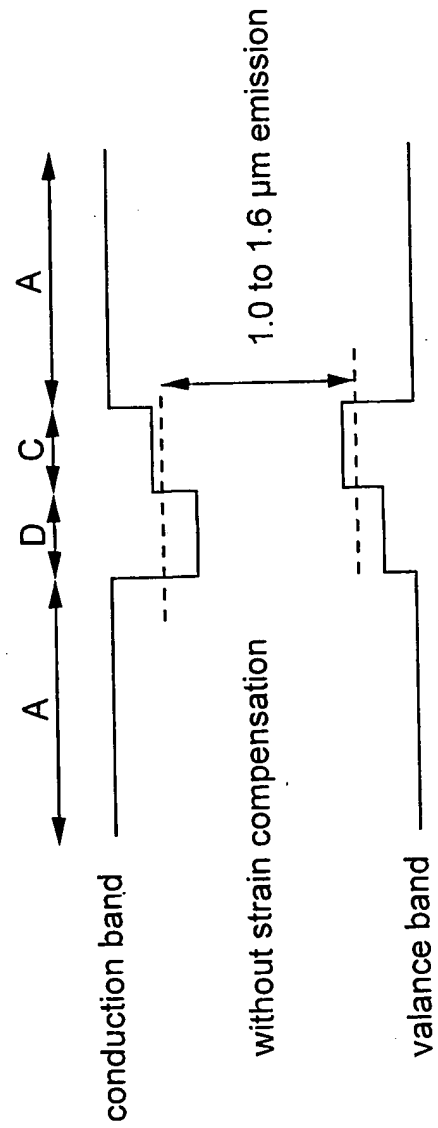 A
D
C
A
conduction band
without strain compensation
1.0 to 1.6 µm emission
valance band